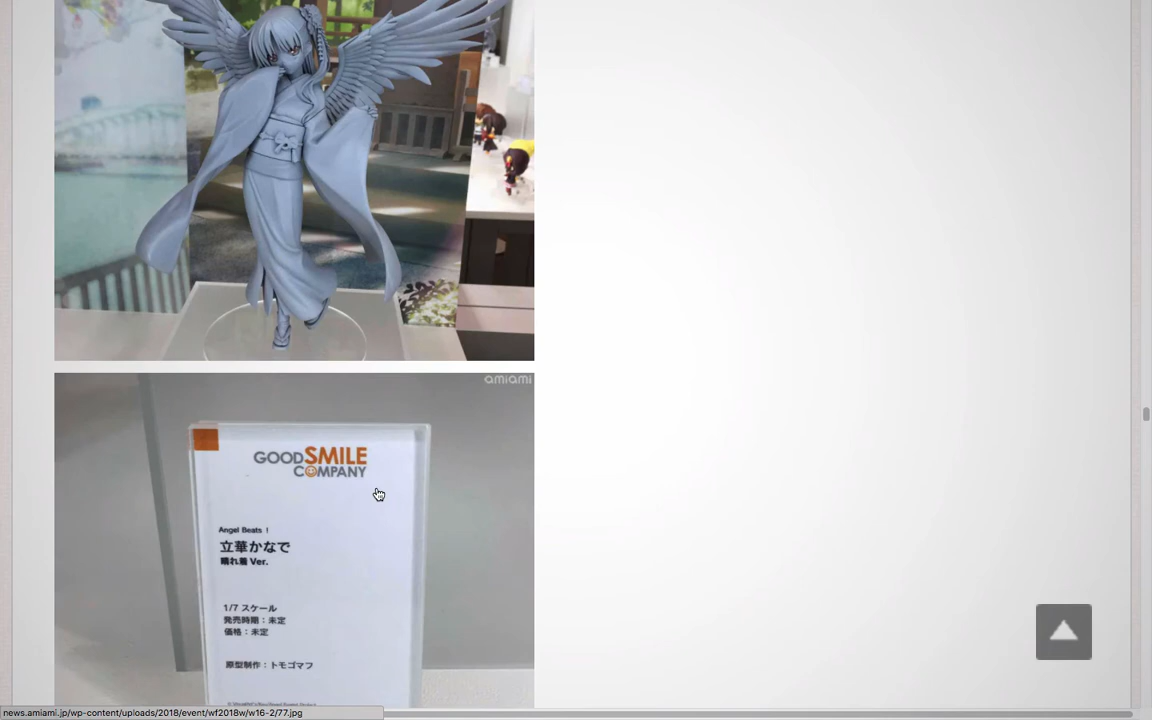 amiami
GOOD SMILE
COMPANY
Angel Beats !
立華かなで
晴れ着 Ver.
1/7 スケール
発売時期：未定
価格：未定
原型制作：トモゴマフ
news.amiami.jp/wp-content/uploads/2018/event/wf2018w/w16-2/77.jpg